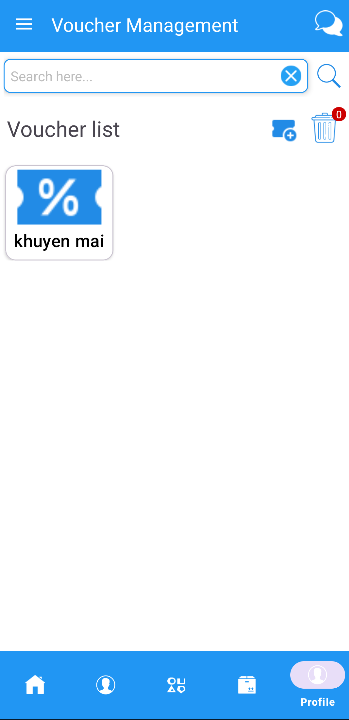 Voucher Management
Search here...
Voucher list
0
%
khuyen mai
Profile